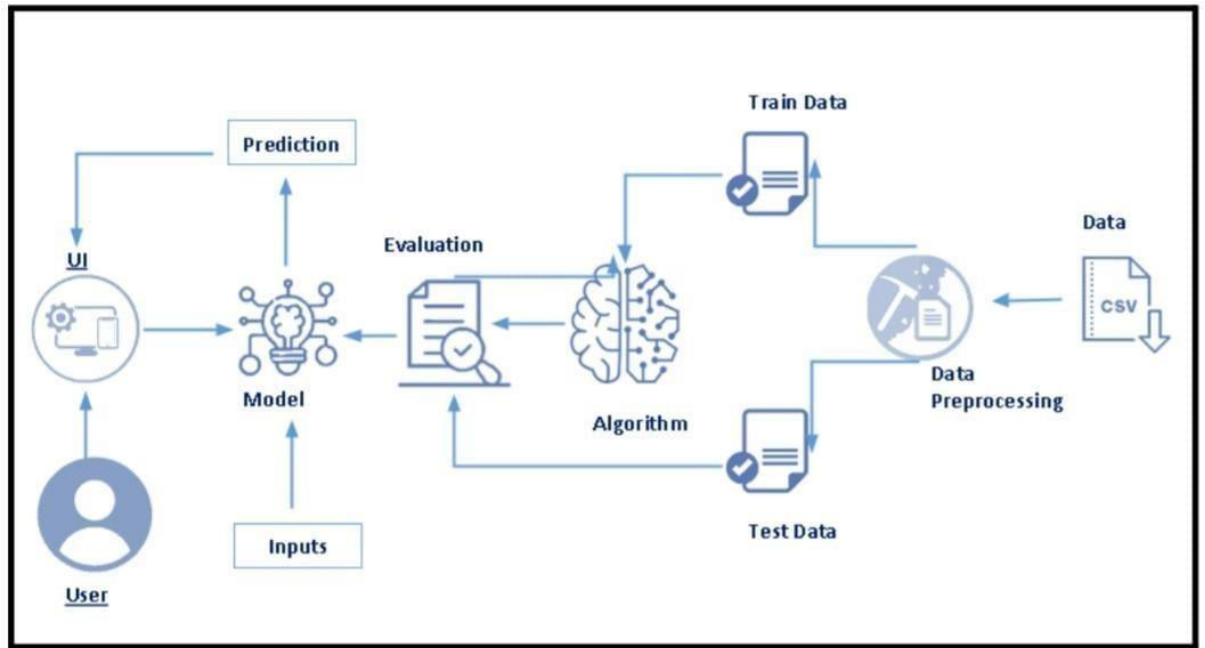 Train Data
Prediction
Data
Evaluation
UI
CSV
Data
Preprocessing
Model
Algorithm
Test Data
Inputs
User